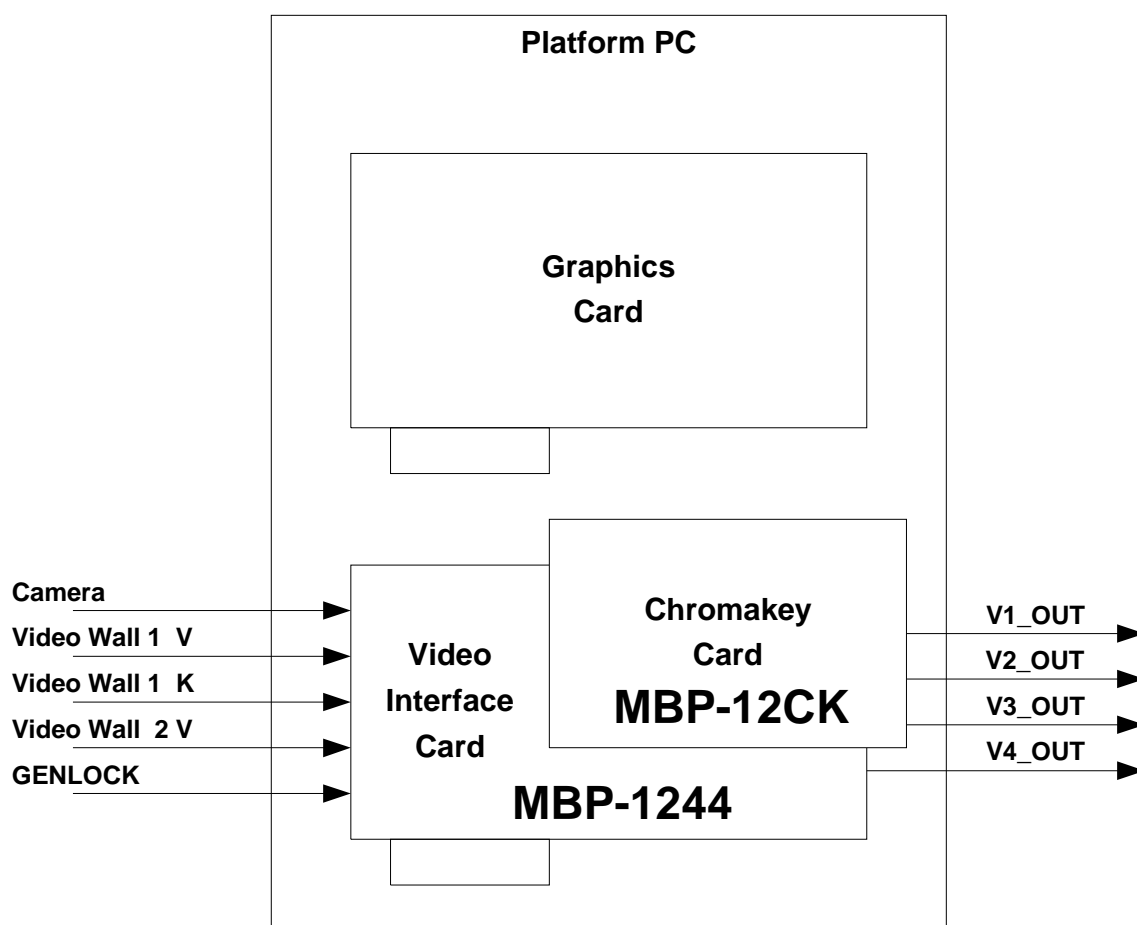 Platform PC
Graphics
Card
Camera
Video Wall 1 V
Video Wall 1 K
Video Wall 2 V
GENLOCK
Video
Interface
Card
MBP-1244
Chromakey
Card
MBP-12CK
V1_OUT
V2_OUT
V3_OUT
V4_OUT